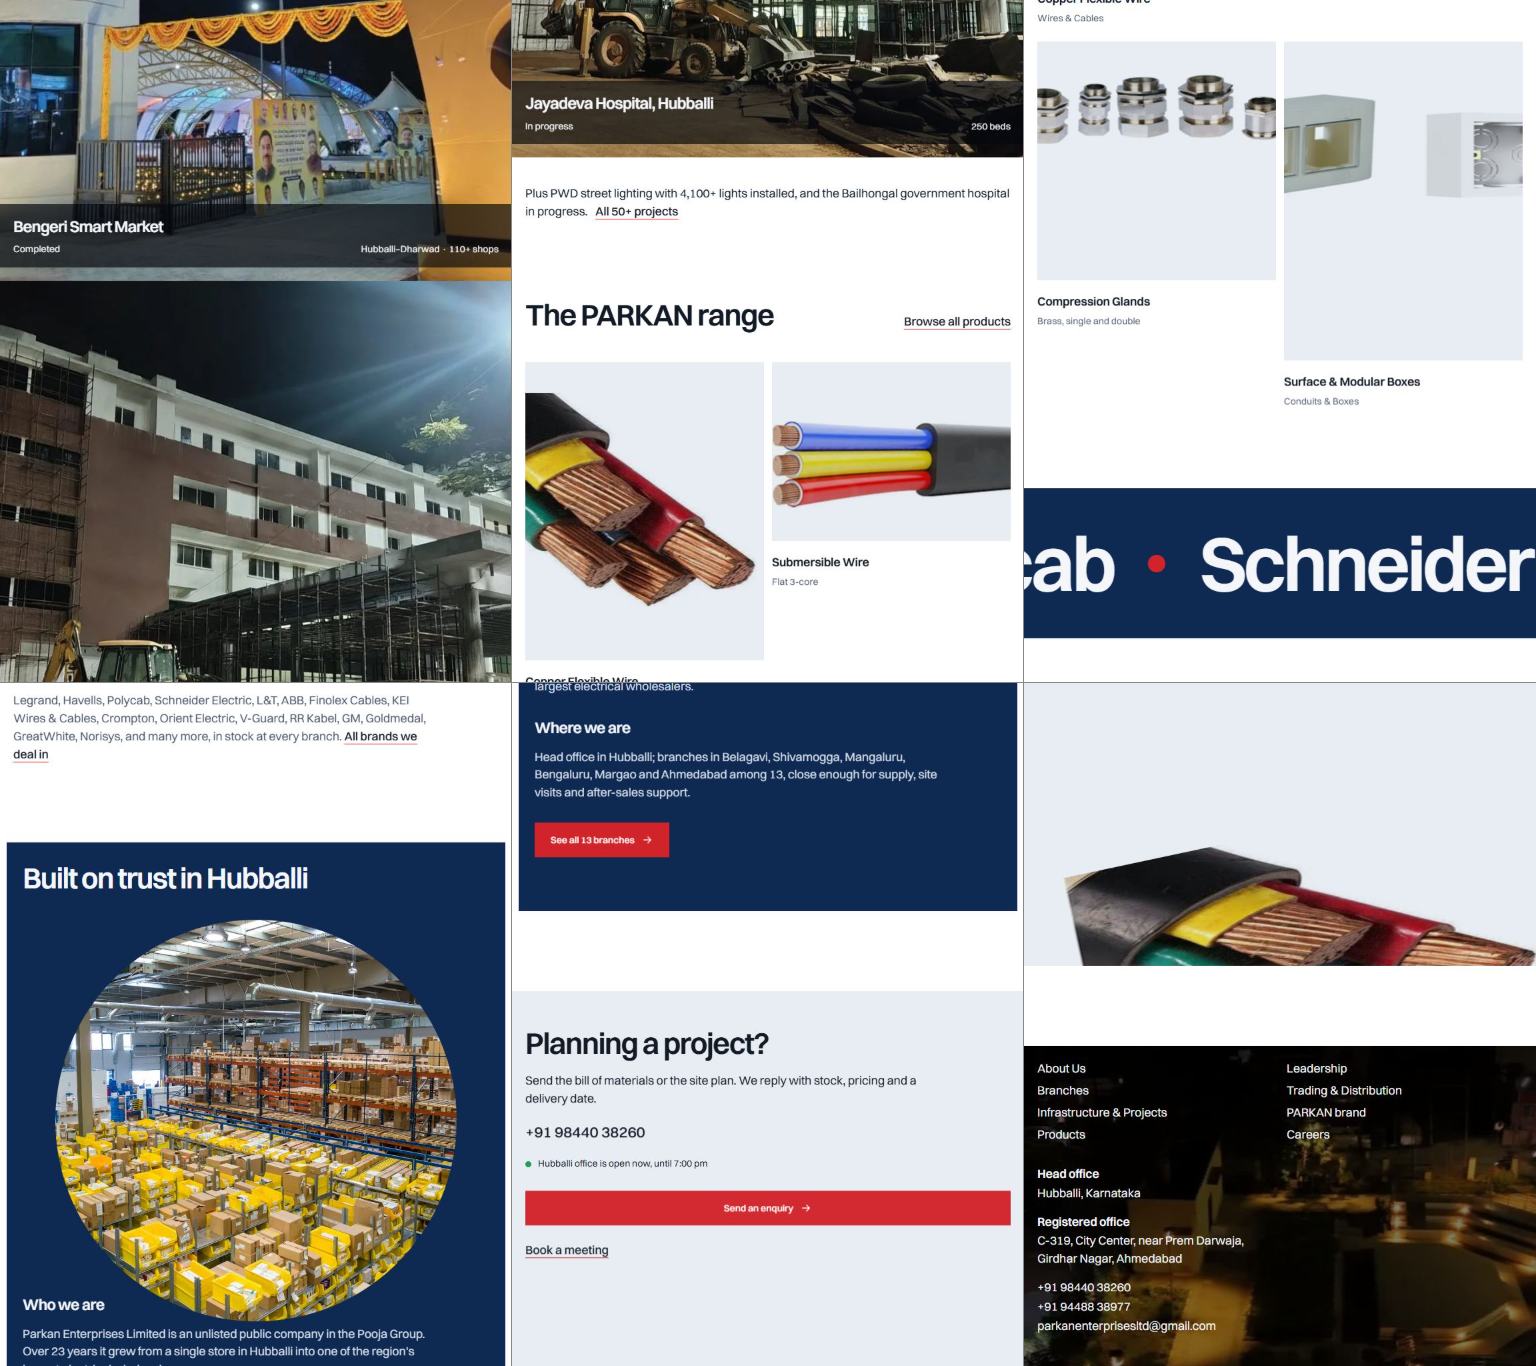 Bengeri Smart Market
Completed
Hubballi–Dharwad · 110+ shops
Jayadeva Hospital, Hubballi
In progress
250 beds
Plus PWD street lighting with 4,100+ lights installed, and the Bailhongal government hospital
in progress. All 50+ projects
The PARKAN range
Browse all products
Submersible Wire
Flat 3-core
Copper Flexible Wire
Copper Flexible Wire
Wires & Cables
Compression Glands
Brass, single and double
Surface & Modular Boxes
Conduits & Boxes
cab • Schneider
Legrand, Havells, Polycab, Schneider Electric, L&T, ABB, Finolex Cables, KEI
Wires & Cables, Crompton, Orient Electric, V-Guard, RR Kabel, GM, Goldmedal,
GreatWhite, Norisys, and many more, in stock at every branch. All brands we
deal in
Built on trust in Hubballi
Who we are
Parkan Enterprises Limited is an unlisted public company in the Pooja Group.
Over 23 years it grew from a single store in Hubballi into one of the region's
largest electrical wholesalers.
Where we are
Head office in Hubballi; branches in Belagavi, Shivamogga, Mangaluru,
Bengaluru, Margao and Ahmedabad among 13, close enough for supply, site
visits and after-sales support.
See all 13 branches →
Planning a project?
Send the bill of materials or the site plan. We reply with stock, pricing and a
delivery date.
+91 98440 38260
Hubballi office is open now, until 7:00 pm
Send an enquiry →
Book a meeting
About Us
Leadership
Branches
Trading & Distribution
Infrastructure & Projects
PARKAN brand
Products
Careers
Head office
Hubballi, Karnataka
Registered office
C-319, City Center, near Prem Darwaja,
Girdhar Nagar, Ahmedabad
+91 98440 38260
+91 94488 38977
parkanenterprisesltd@gmail.com